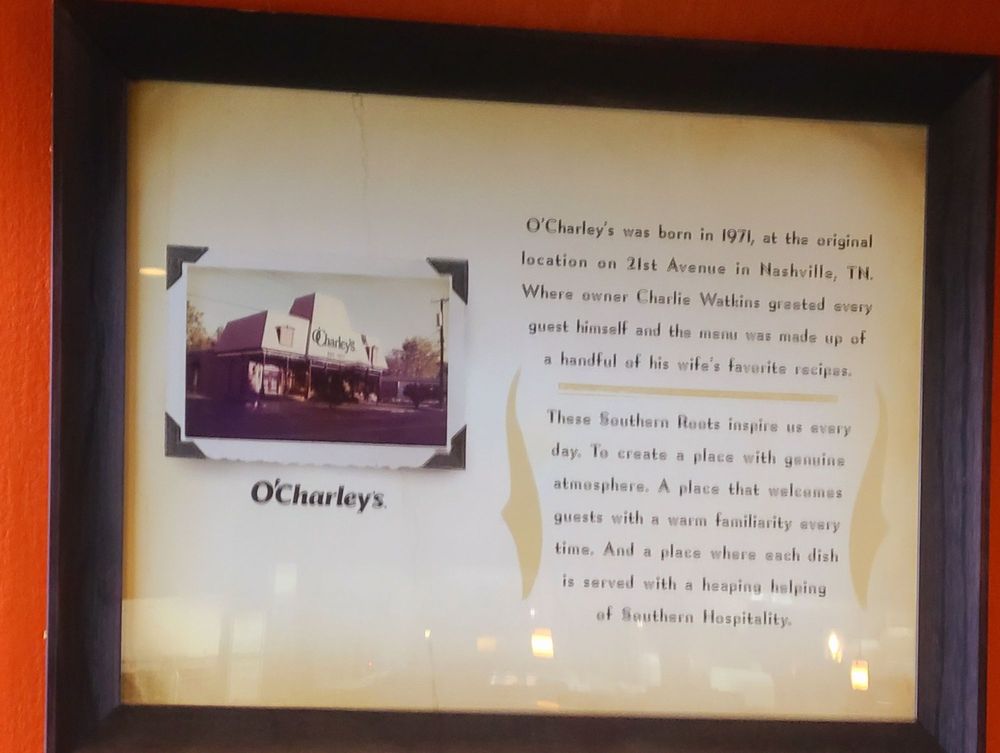 O'Charley's
O'Charley's
O'Charley's was born in 1971, at the original
location on 21st Avenue in Nashville, TN.
Where owner Charlie Watkins greeted every
guest himself and the menu was made up of
a handful of his wife's favorite recipes.
These Southern Roots inspire us every
day. To create a place with genuine
atmosphere. A place that welcomes
guests with a warm familiarity every
time. And a place where each dish
is served with a heaping helping
of Southern Hospitality.